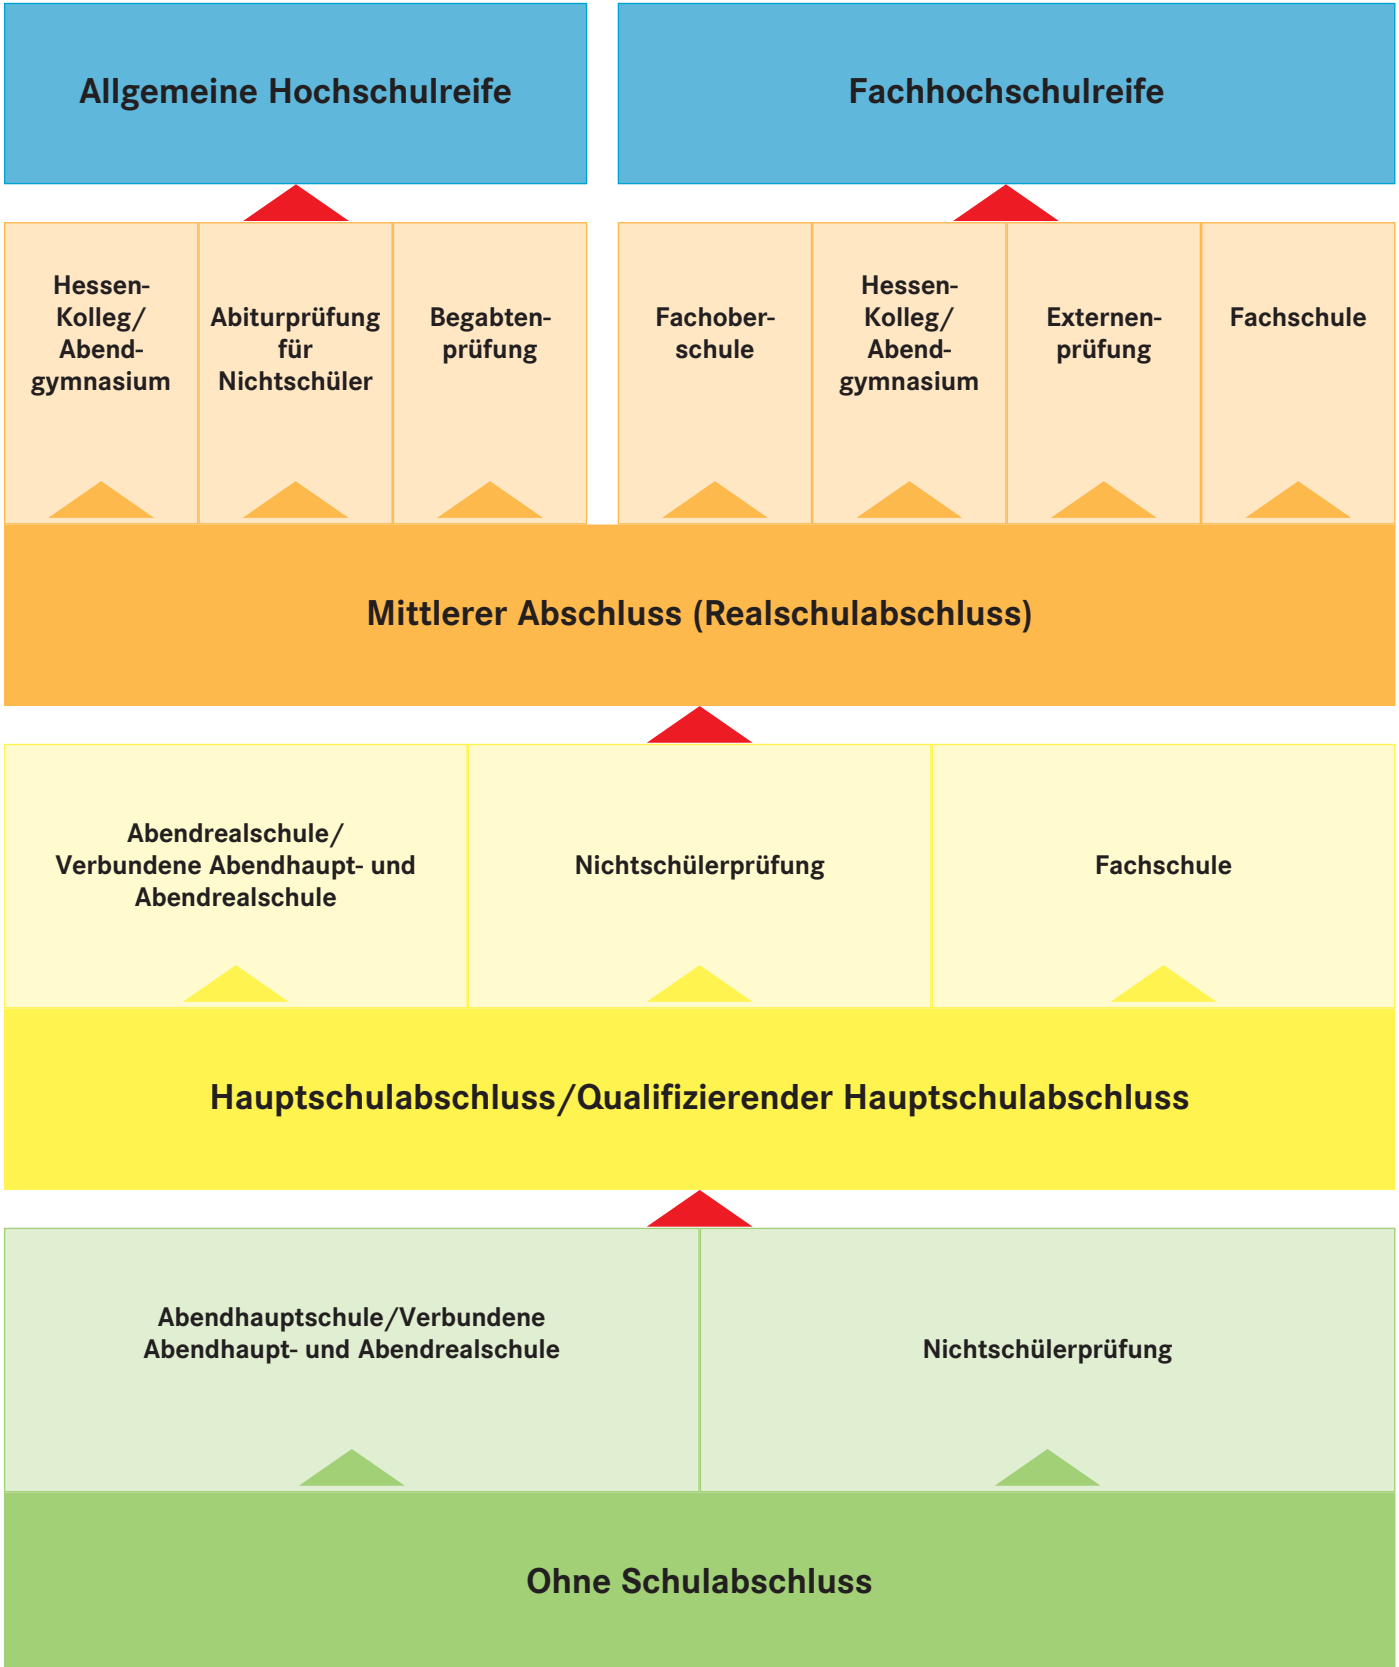 Allgemeine Hochschulreife
Fachhochschulreife
Hessen-
Kolleg/
Abend-
gymnasium
Abiturprüfung
für
Nichtschüler
Begabten-
prüfung
Fachober-
schule
Hessen-
Kolleg/
Abend-
gymnasium
Externen-
prüfung
Fachschule
Mittlerer Abschluss (Realschulabschluss)
Abendrealschule/
Verbundene Abendhaupt- und
Abendrealschule
Nichtschülerprüfung
Fachschule
Hauptschulabschluss/Qualifizierender Hauptschulabschluss
Abendhauptschule/Verbundene
Abendhaupt- und Abendrealschule
Nichtschülerprüfung
Ohne Schulabschluss